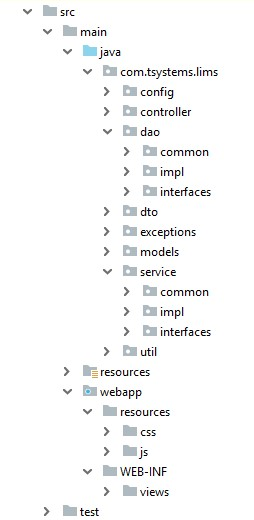 src
main
java
com.tsystems.lims
config
controller
dao
common
impl
interfaces
dto
exceptions
models
service
common
impl
interfaces
util
resources
webapp
resources
css
js
WEB-INF
views
test